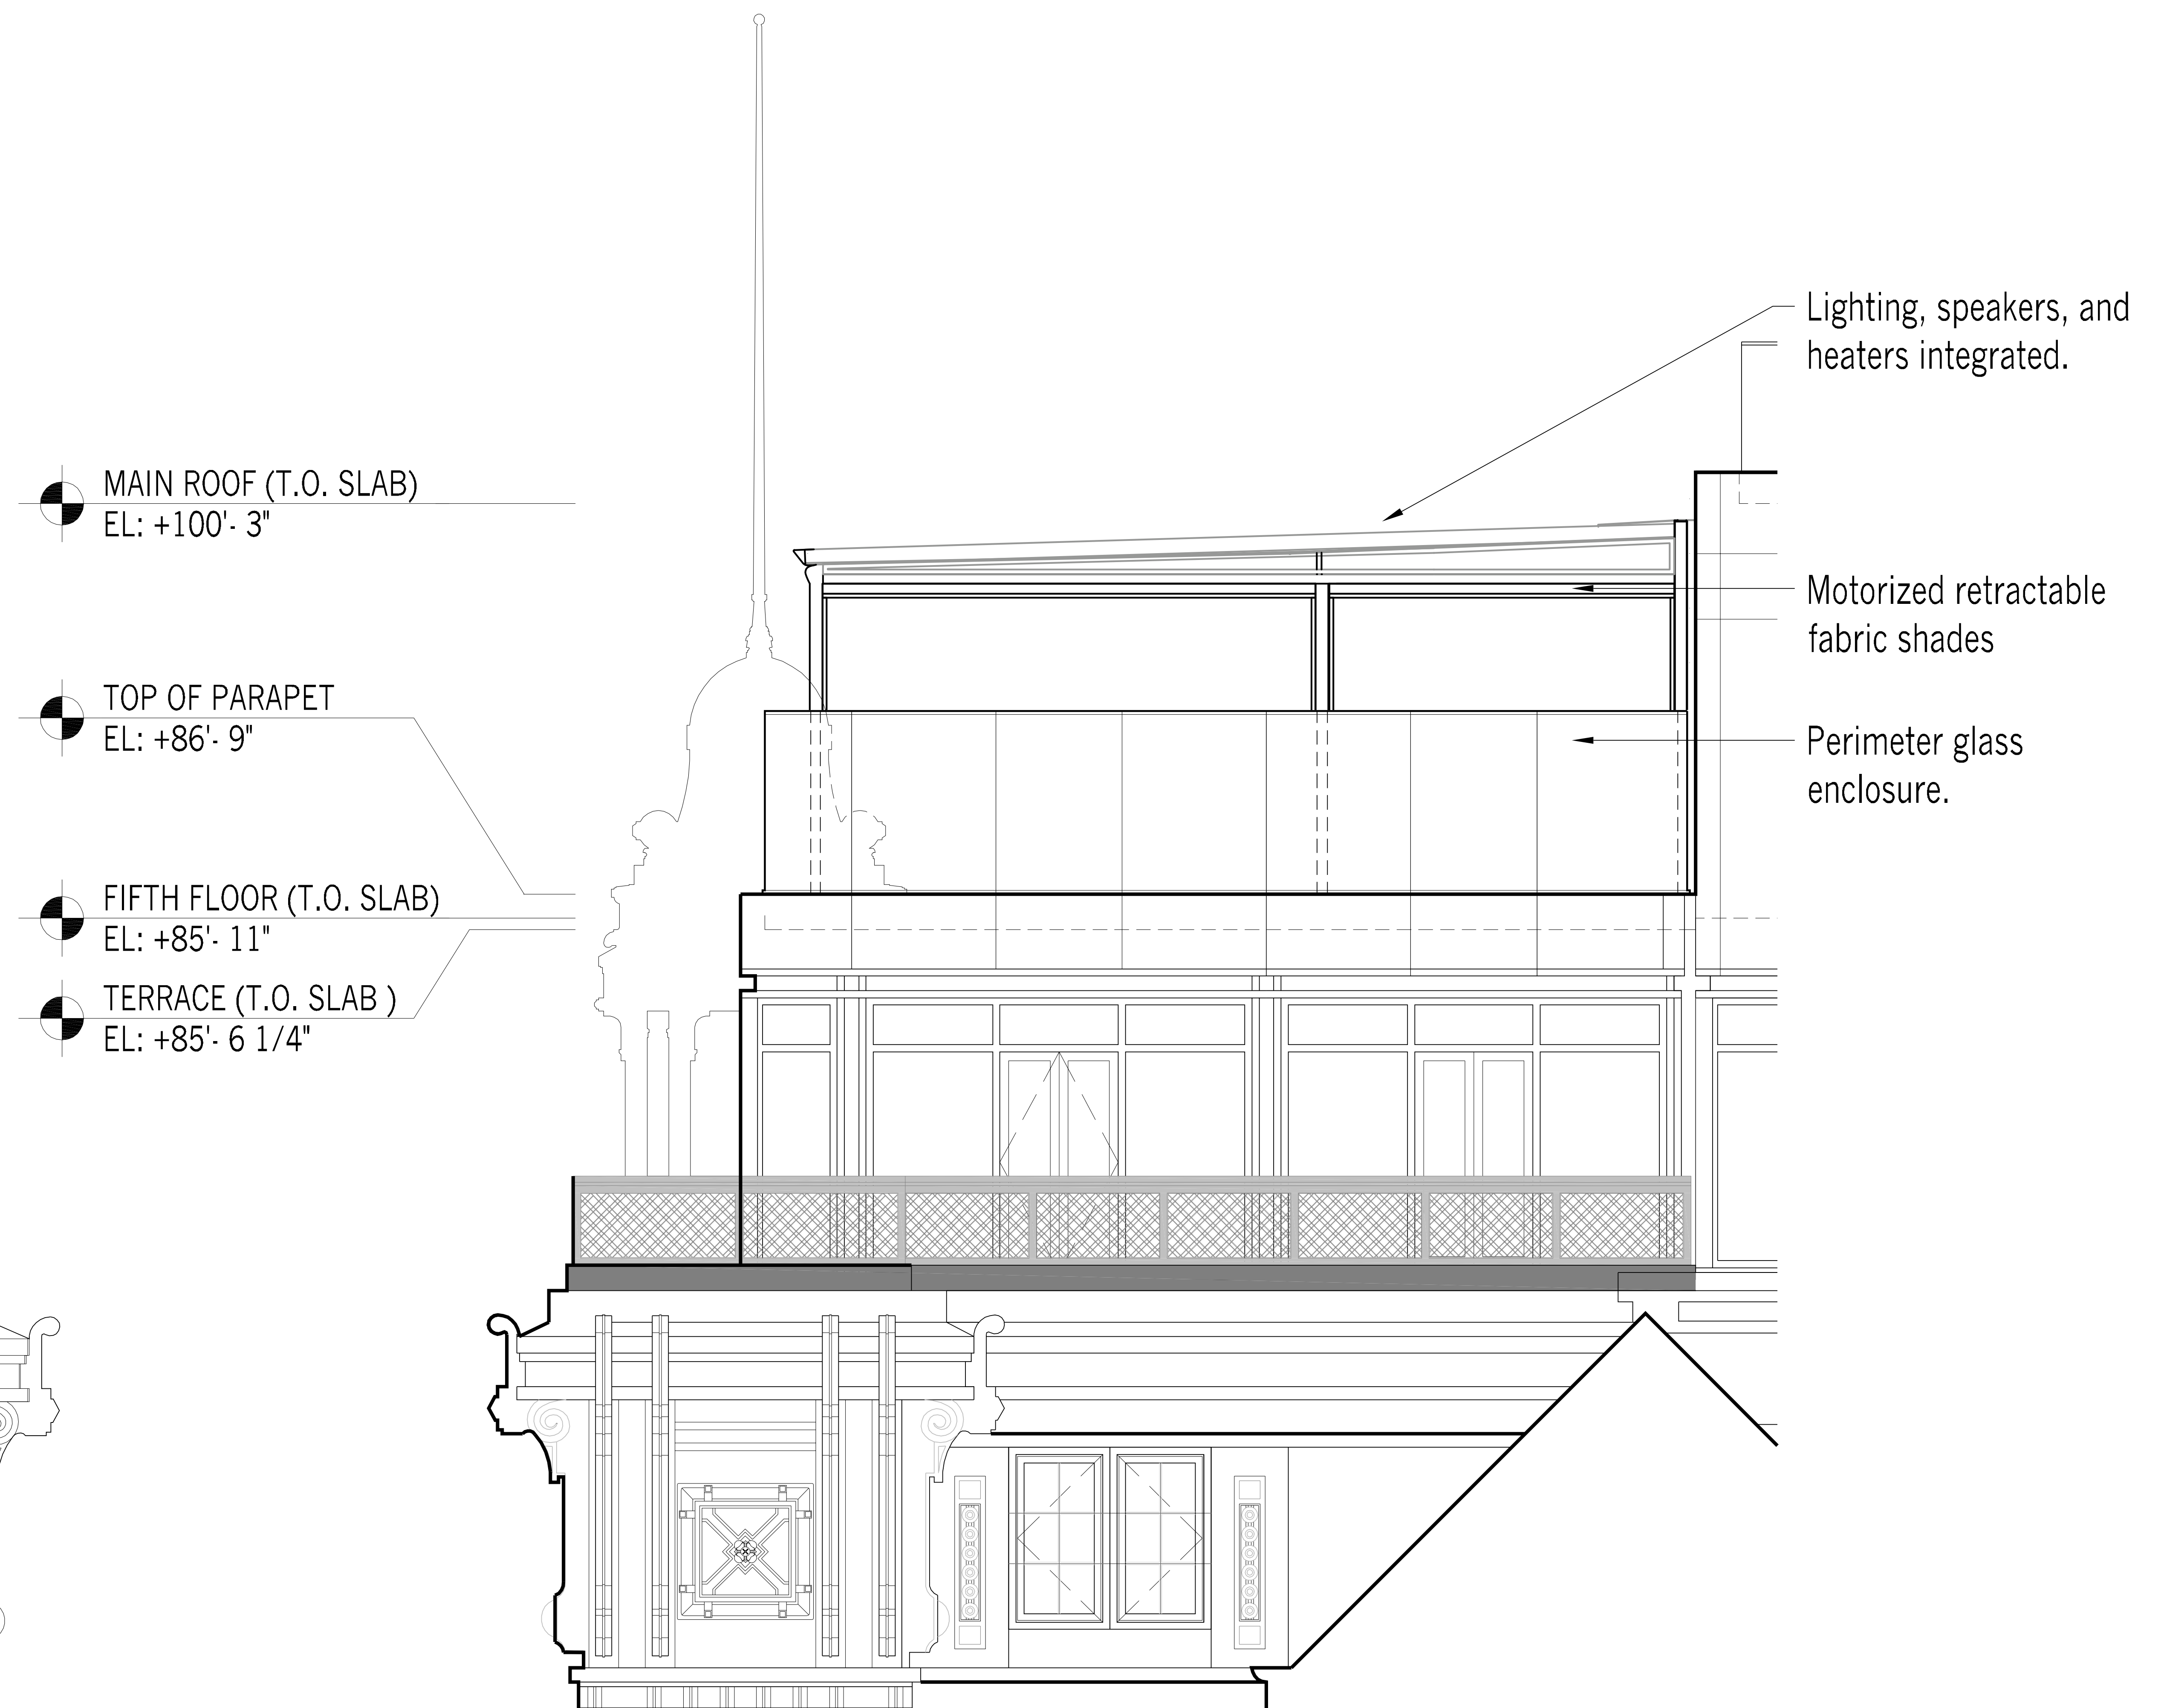 Lighting, speakers, and
heaters integrated.
MAIN ROOF (T.O. SLAB)
EL: +100'- 3"
Motorized retractable
fabric shades
TOP OF PARAPET
EL: +86'- 9"
Perimeter glass
enclosure.
FIFTH FLOOR (T.O. SLAB)
EL: +85'- 11"
TERRACE (T.O. SLAB )
EL: +85'- 6 1/4"